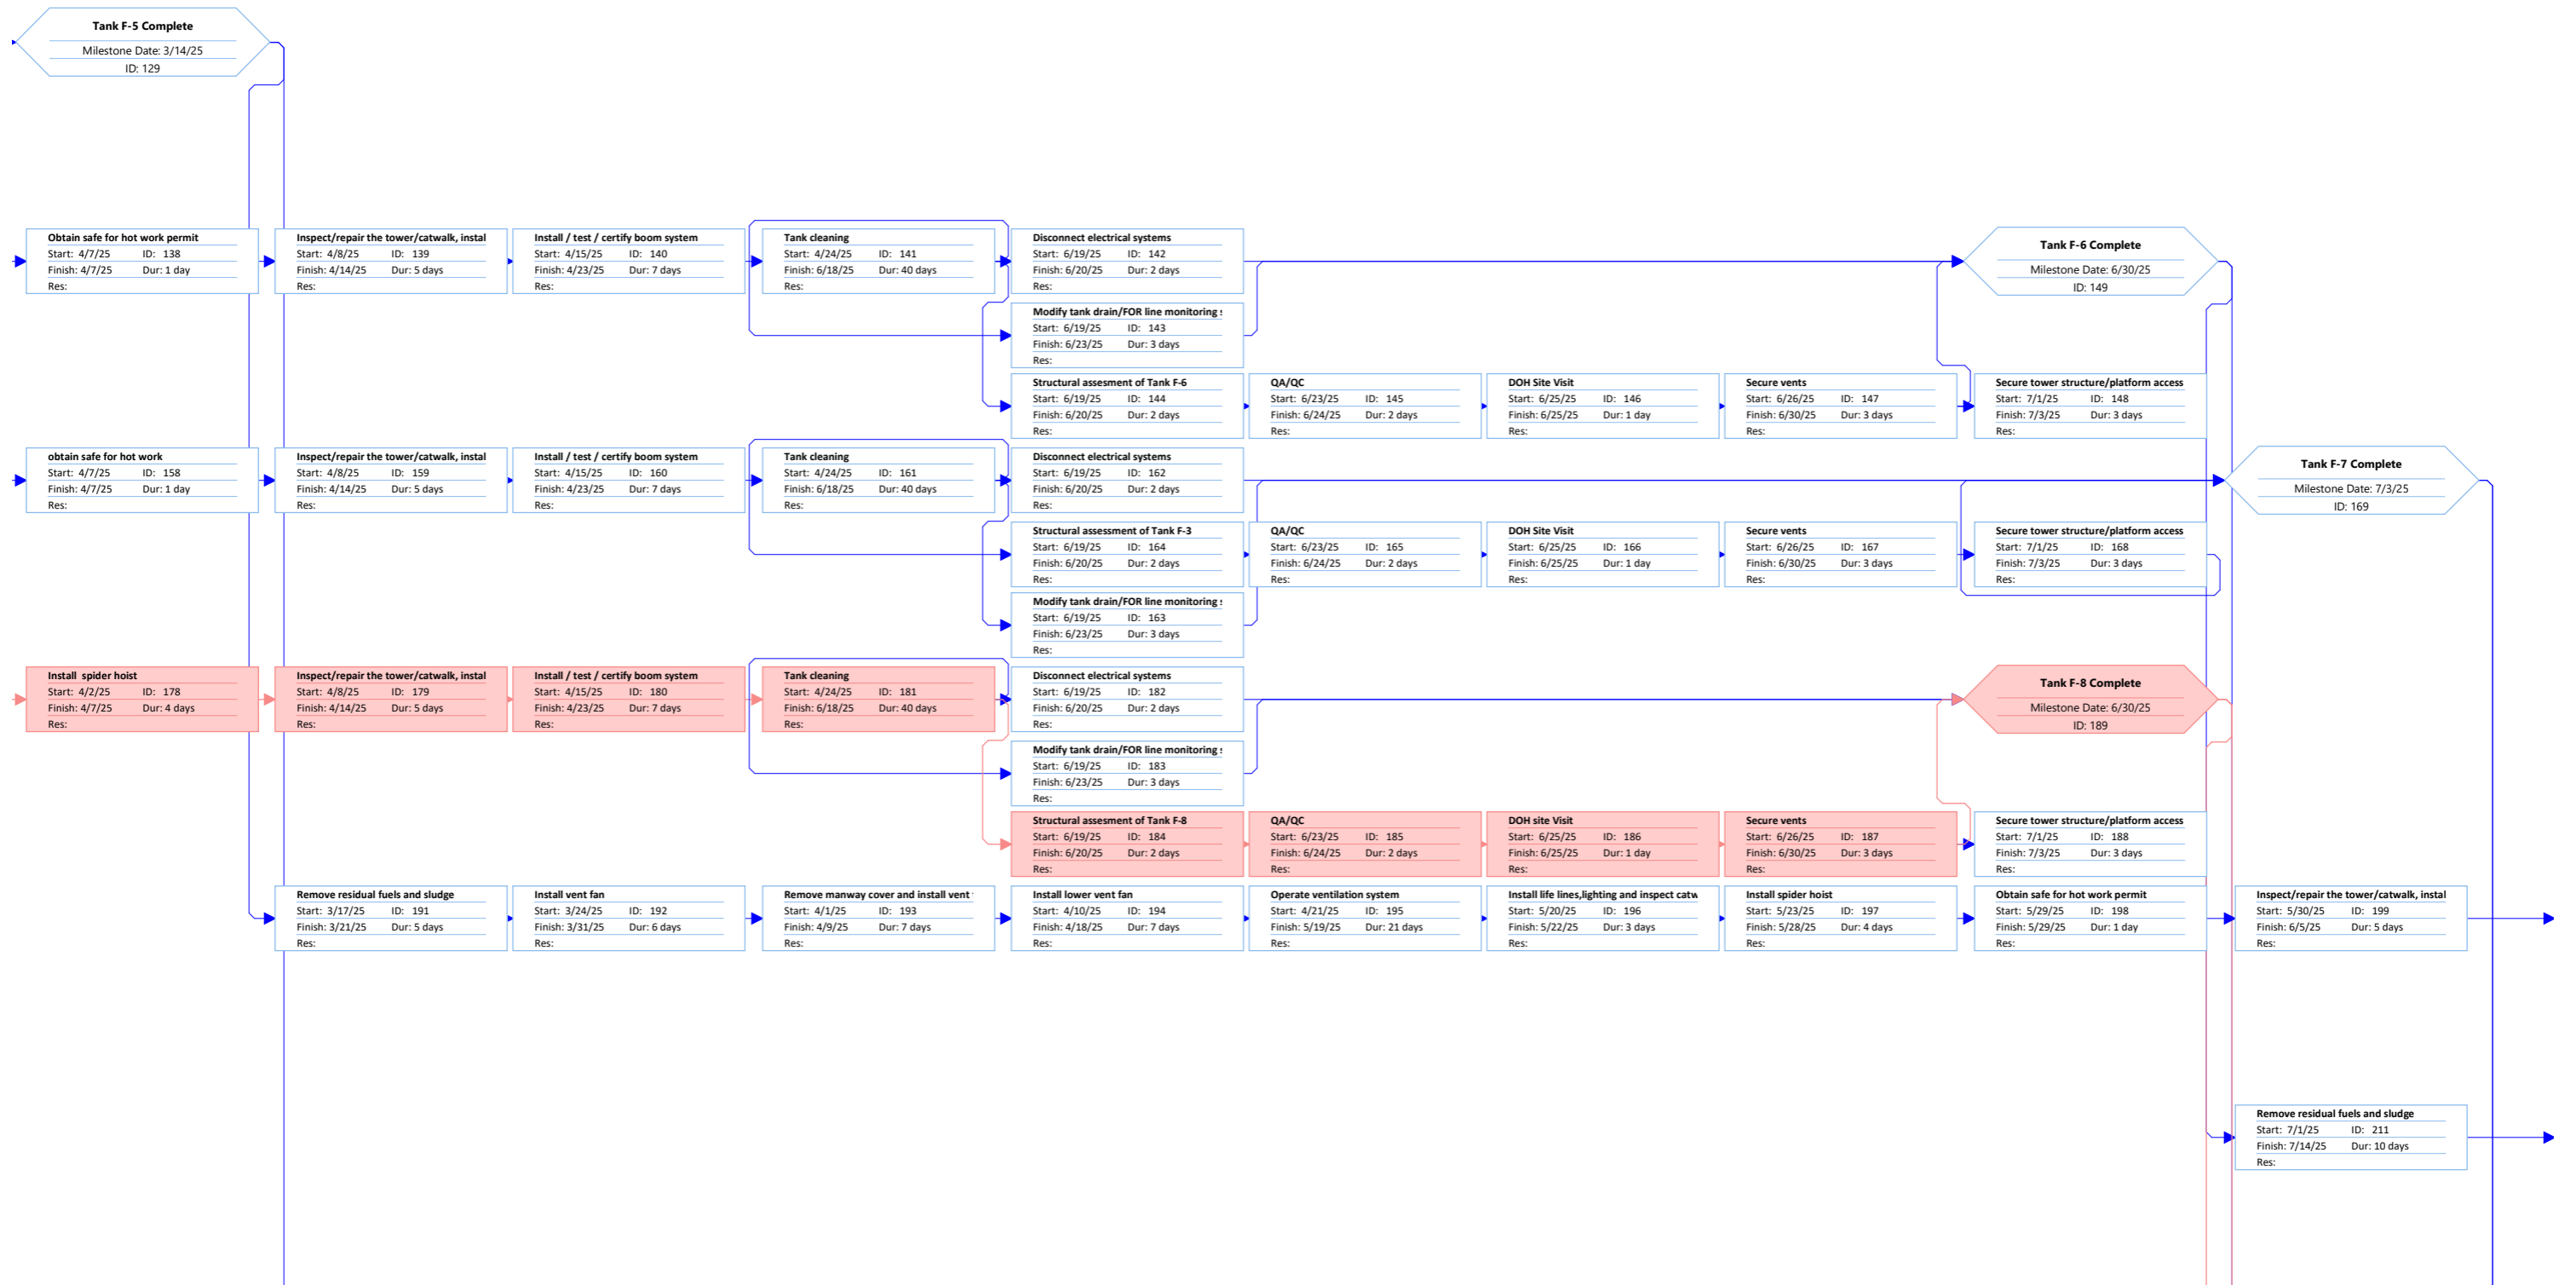 Tank F-5 Complete
Milestone Date: 3/14/25
ID: 129
Obtain safe for hot work permit
Start: 4/7/25 ID: 138
Finish: 4/7/25 Dur: 1 day
Res:
Inspect/repair the tower/catwalk, instal
Start: 4/8/25 ID: 139
Finish: 4/14/25 Dur: 5 days
Res:
Install / test / certify boom system
Start: 4/15/25 ID: 140
Finish: 4/23/25 Dur: 7 days
Res:
Tank cleaning
Start: 4/24/25 ID: 141
Finish: 6/18/25 Dur: 40 days
Res:
Disconnect electrical systems
Start: 6/19/25 ID: 142
Finish: 6/20/25 Dur: 2 days
Res:
Tank F-6 Complete
Milestone Date: 6/30/25
ID: 149
Modify tank drain/FOR line monitoring s
Start: 6/19/25 ID: 143
Finish: 6/23/25 Dur: 3 days
Res:
Structural assesment of Tank F-6
Start: 6/19/25 ID: 144
Finish: 6/20/25 Dur: 2 days
Res:
QA/QC
Start: 6/23/25 ID: 145
Finish: 6/24/25 Dur: 2 days
Res:
DOH Site Visit
Start: 6/25/25 ID: 146
Finish: 6/25/25 Dur: 1 day
Res:
Secure vents
Start: 6/26/25 ID: 147
Finish: 6/30/25 Dur: 3 days
Res:
Secure tower structure/platform access
Start: 7/1/25 ID: 148
Finish: 7/3/25 Dur: 3 days
Res:
obtain safe for hot work
Start: 4/7/25 ID: 158
Finish: 4/7/25 Dur: 1 day
Res:
Inspect/repair the tower/catwalk, instal
Start: 4/8/25 ID: 159
Finish: 4/14/25 Dur: 5 days
Res:
Install / test / certify boom system
Start: 4/15/25 ID: 160
Finish: 4/23/25 Dur: 7 days
Res:
Tank cleaning
Start: 4/24/25 ID: 161
Finish: 6/18/25 Dur: 40 days
Res:
Disconnect electrical systems
Start: 6/19/25 ID: 162
Finish: 6/20/25 Dur: 2 days
Res:
Tank F-7 Complete
Milestone Date: 7/3/25
ID: 169
Structural assessment of Tank F-3
Start: 6/19/25 ID: 164
Finish: 6/20/25 Dur: 2 days
Res:
QA/QC
Start: 6/23/25 ID: 165
Finish: 6/24/25 Dur: 2 days
Res:
DOH Site Visit
Start: 6/25/25 ID: 166
Finish: 6/25/25 Dur: 1 day
Res:
Secure vents
Start: 6/26/25 ID: 167
Finish: 6/30/25 Dur: 3 days
Res:
Secure tower structure/platform access
Start: 7/1/25 ID: 168
Finish: 7/3/25 Dur: 3 days
Res:
Modify tank drain/FOR line monitoring s
Start: 6/19/25 ID: 163
Finish: 6/23/25 Dur: 3 days
Res:
Install spider hoist
Start: 4/2/25 ID: 178
Finish: 4/7/25 Dur: 4 days
Res:
Inspect/repair the tower/catwalk, instal
Start: 4/8/25 ID: 179
Finish: 4/14/25 Dur: 5 days
Res:
Install / test / certify boom system
Start: 4/15/25 ID: 180
Finish: 4/23/25 Dur: 7 days
Res:
Tank cleaning
Start: 4/24/25 ID: 181
Finish: 6/18/25 Dur: 40 days
Res:
Disconnect electrical systems
Start: 6/19/25 ID: 182
Finish: 6/20/25 Dur: 2 days
Res:
Tank F-8 Complete
Milestone Date: 6/30/25
ID: 189
Modify tank drain/FOR line monitoring s
Start: 6/19/25 ID: 183
Finish: 6/23/25 Dur: 3 days
Res:
Structural assesment of Tank F-8
Start: 6/19/25 ID: 184
Finish: 6/20/25 Dur: 2 days
Res:
QA/QC
Start: 6/23/25 ID: 185
Finish: 6/24/25 Dur: 2 days
Res:
DOH site Visit
Start: 6/25/25 ID: 186
Finish: 6/25/25 Dur: 1 day
Res:
Secure vents
Start: 6/26/25 ID: 187
Finish: 6/30/25 Dur: 3 days
Res:
Secure tower structure/platform access
Start: 7/1/25 ID: 188
Finish: 7/3/25 Dur: 3 days
Res:
Remove residual fuels and sludge
Start: 3/17/25 ID: 191
Finish: 3/21/25 Dur: 5 days
Res:
Install vent fan
Start: 3/24/25 ID: 192
Finish: 3/31/25 Dur: 6 days
Res:
Remove manway cover and install vent
Start: 4/1/25 ID: 193
Finish: 4/9/25 Dur: 7 days
Res:
Install lower vent fan
Start: 4/10/25 ID: 194
Finish: 4/18/25 Dur: 7 days
Res:
Operate ventilation system
Start: 4/21/25 ID: 195
Finish: 5/19/25 Dur: 21 days
Res:
Install life lines,lighting and inspect catw
Start: 5/20/25 ID: 196
Finish: 5/22/25 Dur: 3 days
Res:
Install spider hoist
Start: 5/23/25 ID: 197
Finish: 5/28/25 Dur: 4 days
Res:
Obtain safe for hot work permit
Start: 5/29/25 ID: 198
Finish: 5/29/25 Dur: 1 day
Res:
Inspect/repair the tower/catwalk, instal
Start: 5/30/25 ID: 199
Finish: 6/5/25 Dur: 5 days
Res:
Remove residual fuels and sludge
Start: 7/1/25 ID: 211
Finish: 7/14/25 Dur: 10 days
Res: